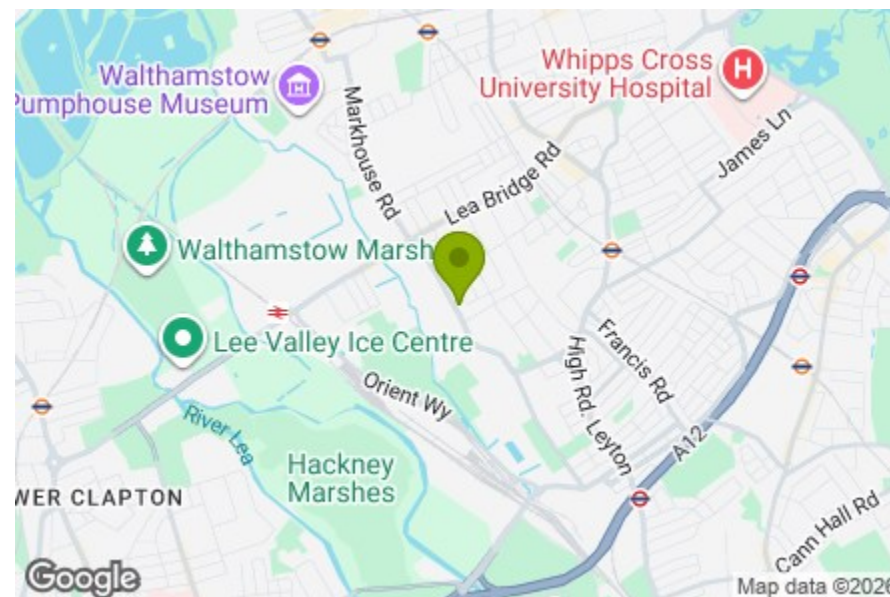 Whipps Cross
University Hospital
H
Walthamstow
Pumphouse Museum
Markhouse Rd
James Ln
Lea Bridge Rd
Walthamstow Marsh
Lee Valley Ice Centre
Francis Rd
High Rd. Leyton
Orient Wy
River Lea
A12
Hackney
Marshes
WER CLAPTON
Cann Hall Rd
Google
Map data ©2026